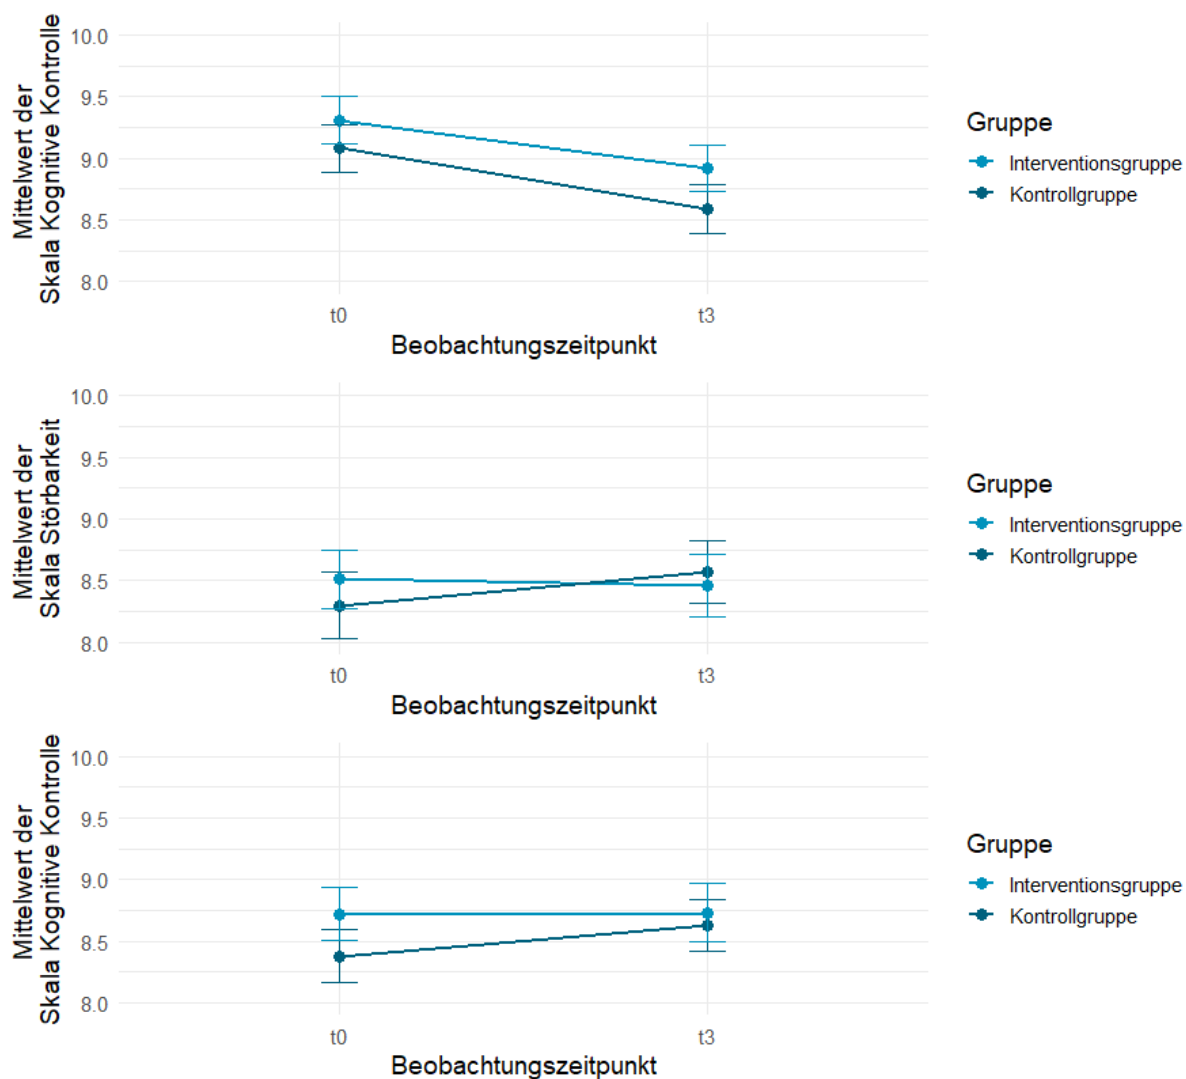 Mittelwert der
Skala Kognitive Kontrolle
10.0
9.5
9.0
8.5
8.0
t0
t3
Beobachtungszeitpunkt
Gruppe
Interventionsgruppe
Kontrollgruppe
Mittelwert der
Skala Störbarkeit
10.0
9.5
9.0
8.5
8.0
t0
t3
Beobachtungszeitpunkt
Gruppe
Interventionsgruppe
Kontrollgruppe
Mittelwert der
Skala Kognitive Kontrolle
10.0
9.5
9.0
8.5
8.0
t0
t3
Beobachtungszeitpunkt
Gruppe
Interventionsgruppe
Kontrollgruppe